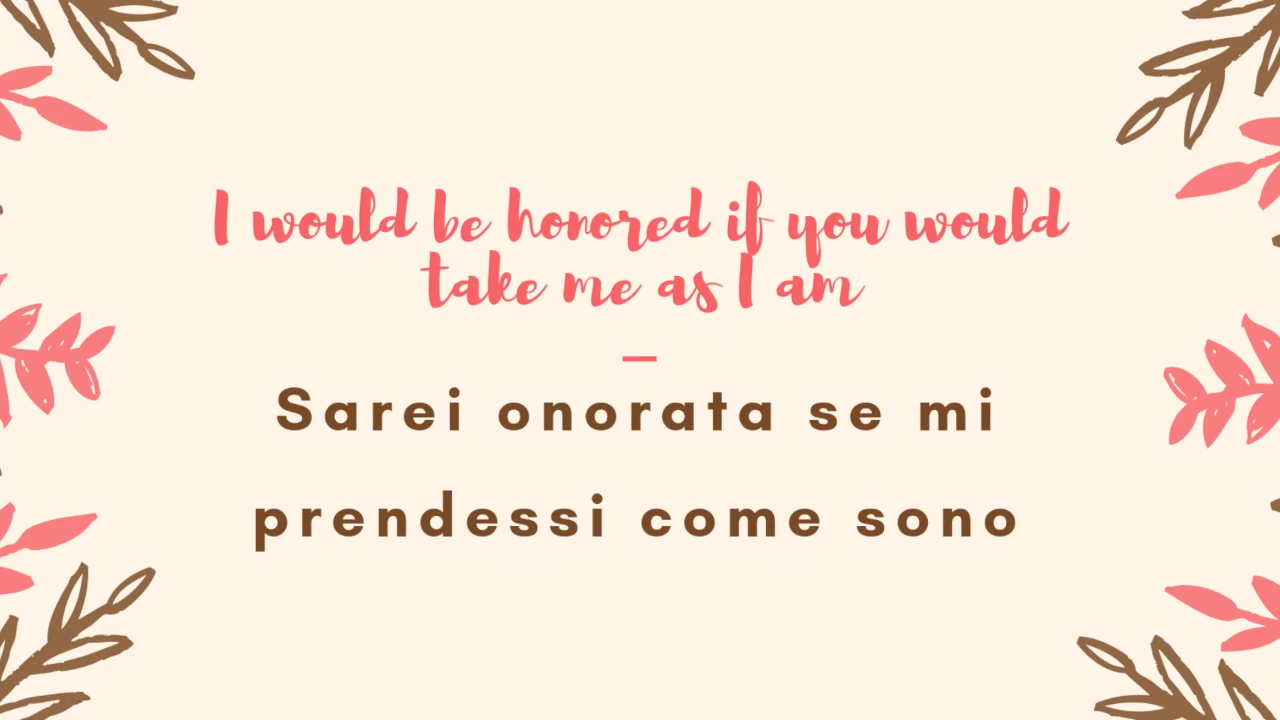 I would be honored if you would
take me as I am
Sarei onorata se mi
prendessi come sono